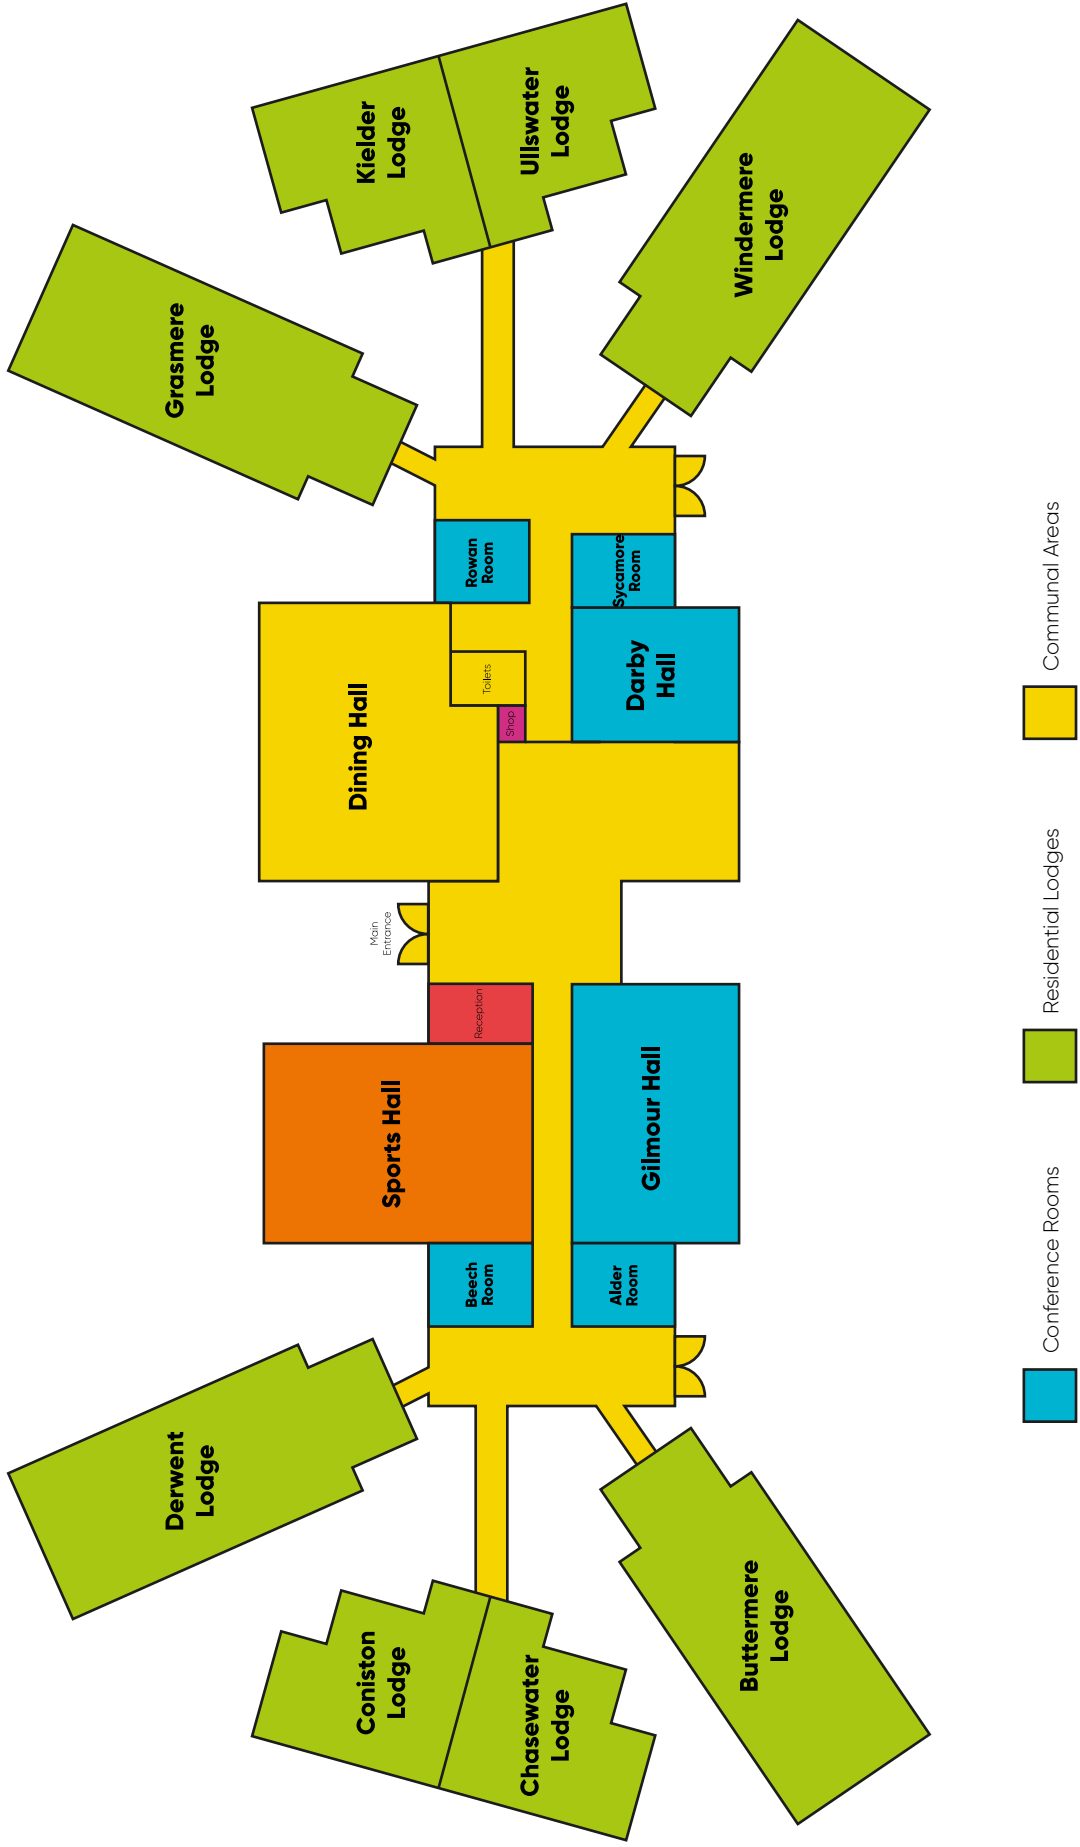 Derwent
Lodge
Grasmere
Lodge
Coniston
Lodge
Kielder
Lodge
Chasewater
Lodge
Ullswater
Lodge
Sports Hall
Main
Entrance
Dining Hall
Beech
Room
Reception
Toilets
Shop
Rowan
Room
Alder
Room
Gilmour Hall
Darby
Hall
Sycamore
Room
Buttermere
Lodge
Windermere
Lodge
Conference Rooms
Residential Lodges
Communal Areas